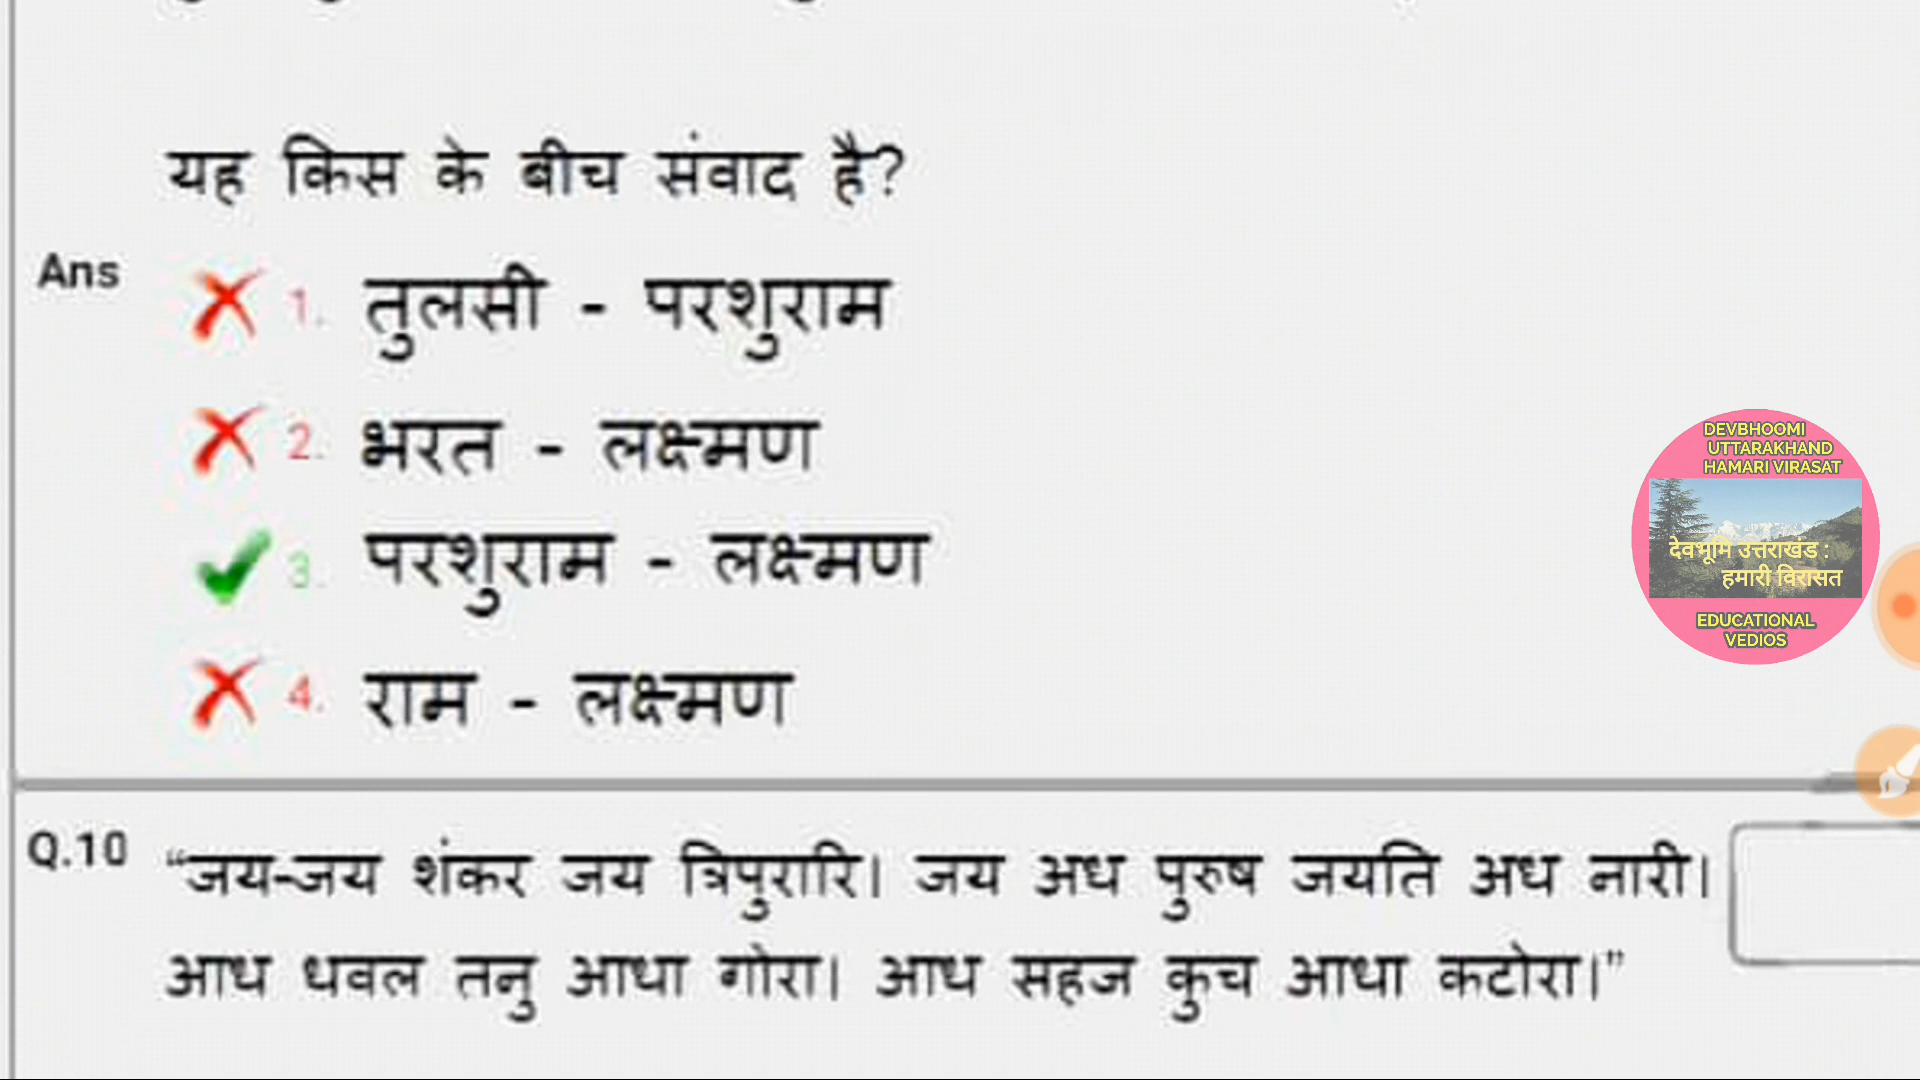 यह किस के बीच संवाद है?
Ans
1. तुलसी - परशुराम
2. भरत - लक्ष्मण
3. परशुराम - लक्ष्मण
4. राम - लक्ष्मण
DEVBHOOMI
UTTARAKHAND
HAMARI VIRASAT
देवभूमि उत्तराखंड :
हमारी विरासत
EDUCATIONAL
VEDIOS
Q.10 “जय-जय शंकर जय त्रिपुरारि। जय अध पुरुष जयति अध नारी।
आध धवल तनु आधा गोरा। आध सहज कुच आधा कटोरा।”